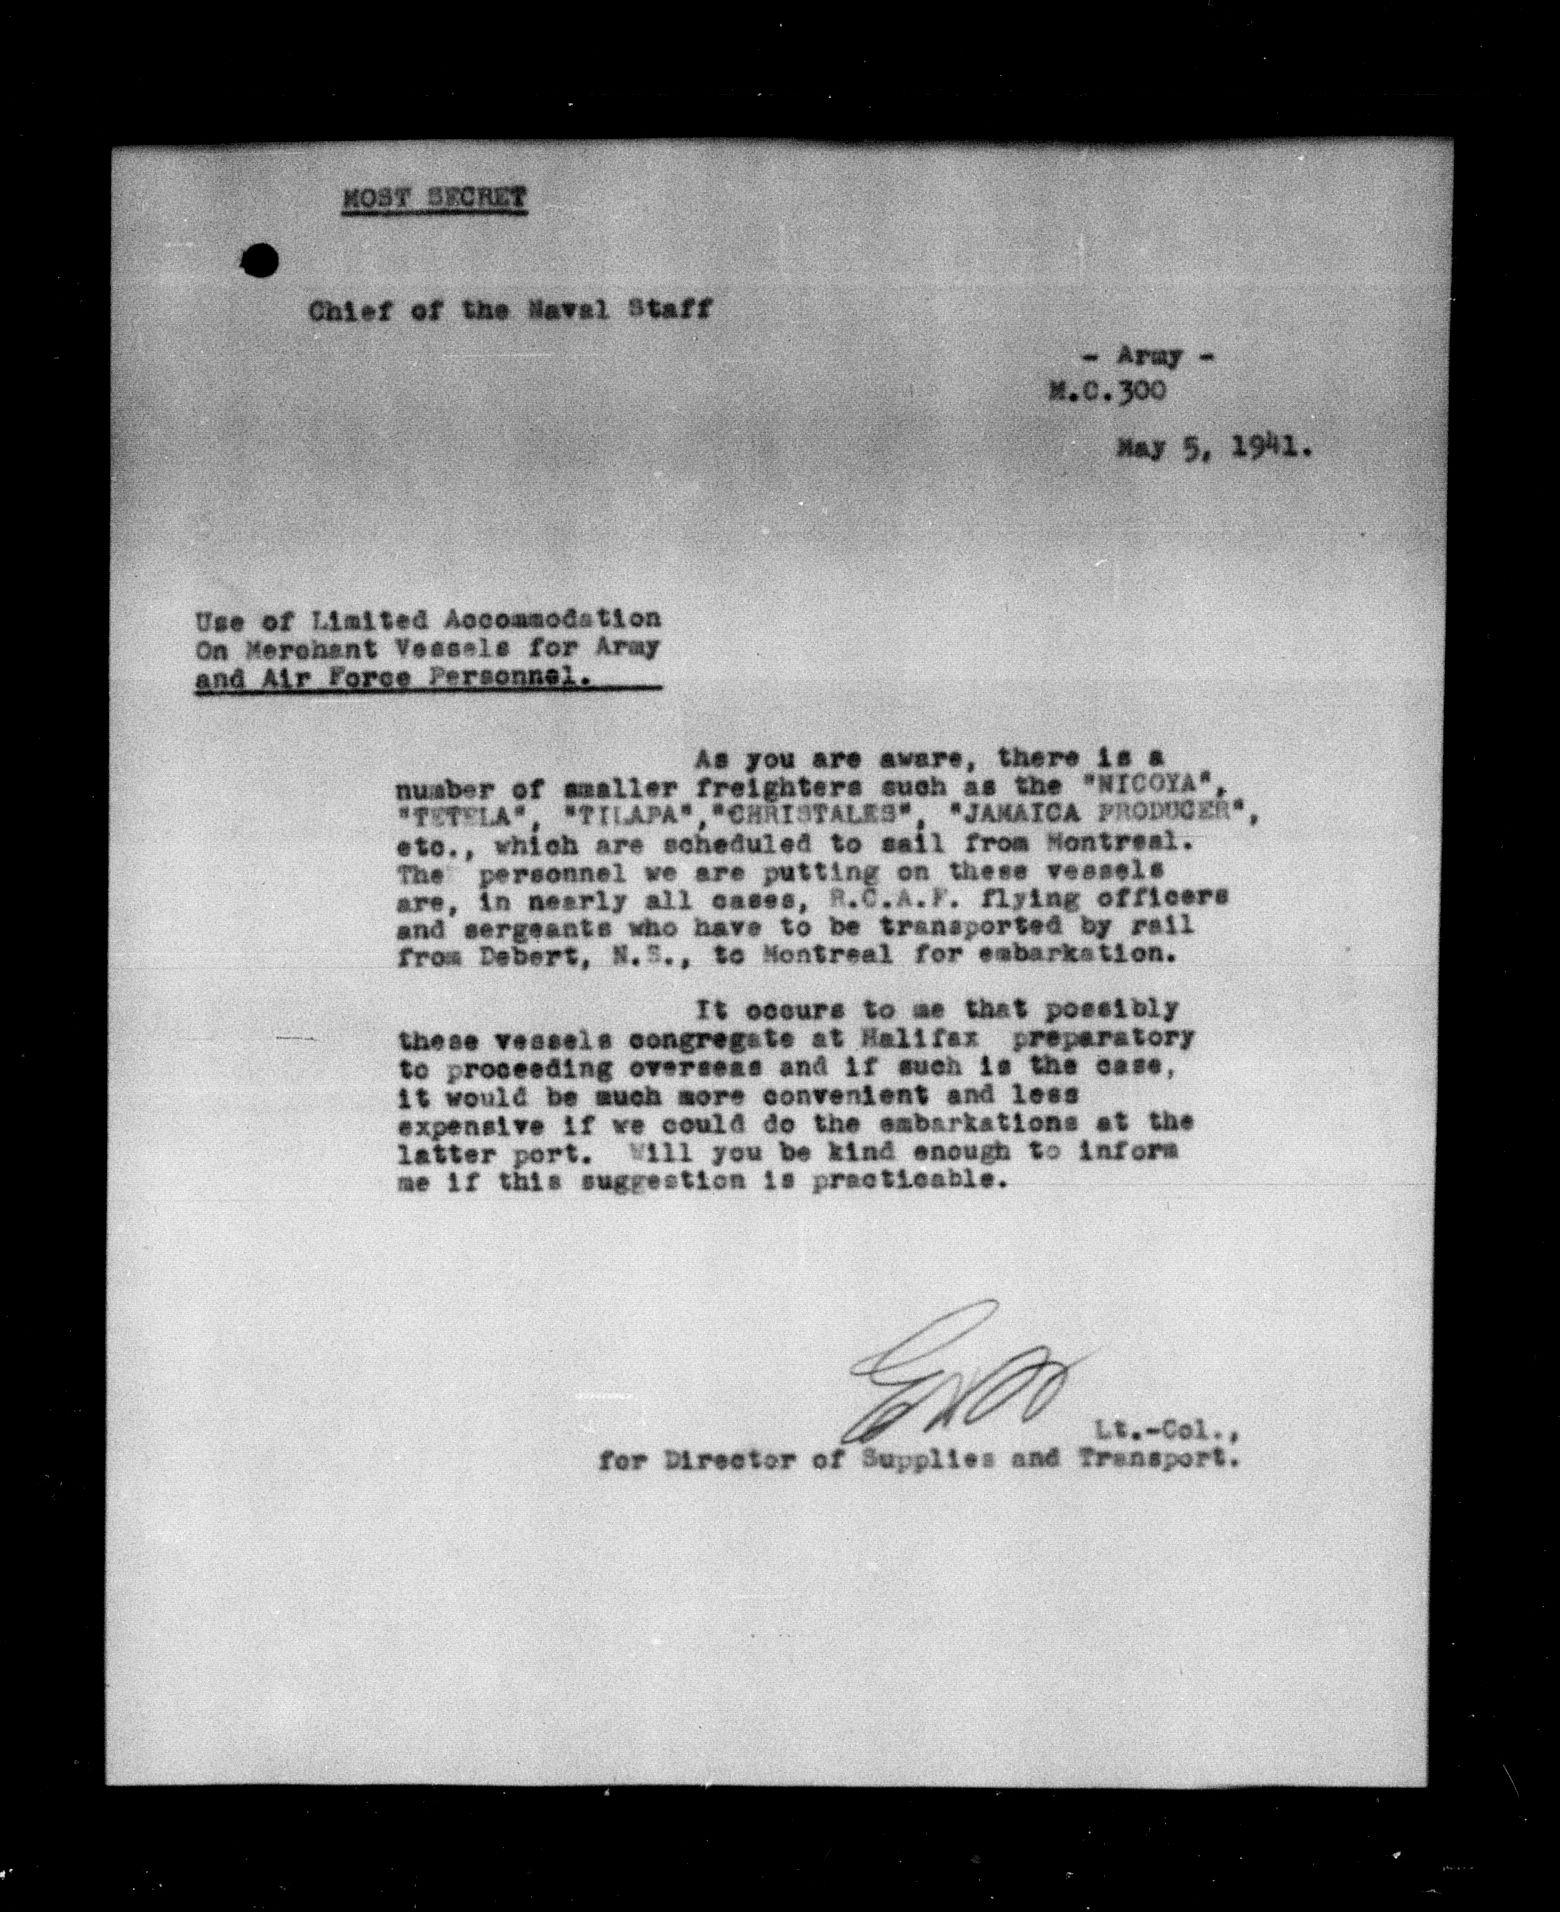 MOST SECRET
Chief of the Naval Staff
- Army -
M.C.300
May 5, 1941.
Use of Limited Accommodation
On Merchant Vessels for Army
and Air Force Personnel.
As you are aware, there is a
number of smaller freighters such as the "NICOYA",
"TETELA", "TILAPA","CHRISTALES", "JAMAICA PRODUCER",
etc., which are scheduled to sail from Montreal.
The personnel we are putting on these vessels
are, in nearly all cases, R.C.A.F. flying officers
and sergeants who have to be transported by rail
from Debert, N.S., to Montreal for embarkation.
It occurs to me that possibly
these vessels congregate at Halifax preparatory
to proceeding overseas and if such is the case,
it would be much more convenient and less
expensive if we could do the embarkations at the
latter port. Will you be kind enough to inform
me if this suggestion is practicable.
Lt.-Col.,
for Director of Supplies and Transport.